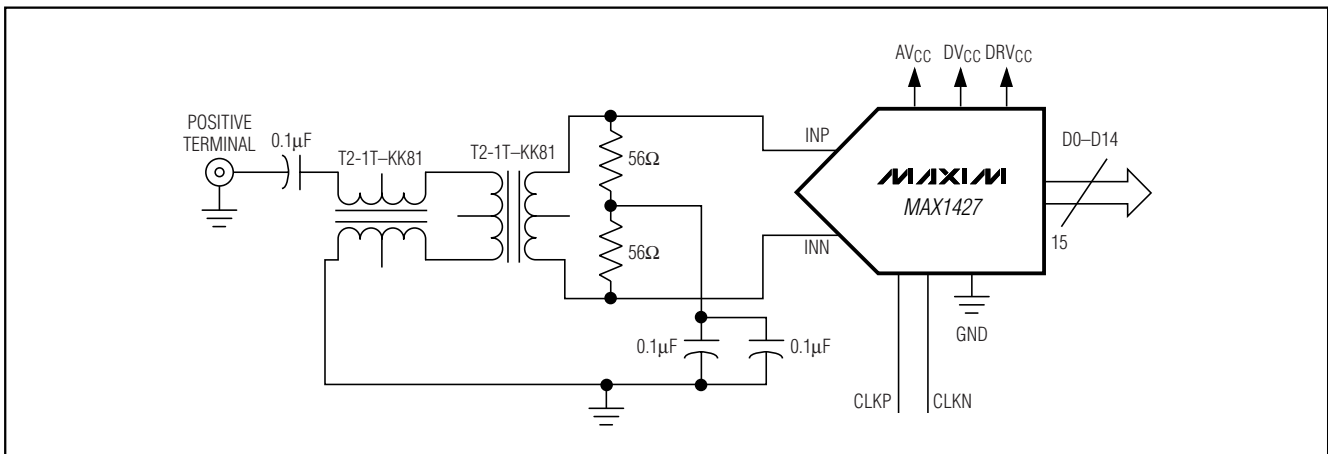 AVCC DVCC DRVCC
POSITIVE
TERMINAL
0.1μF
T2-1T–KK81
T2-1T–KK81
56Ω
56Ω
INP
INN
MAXIM
MAX1427
D0–D14
15
GND
0.1μF
0.1μF
CLKP
CLKN